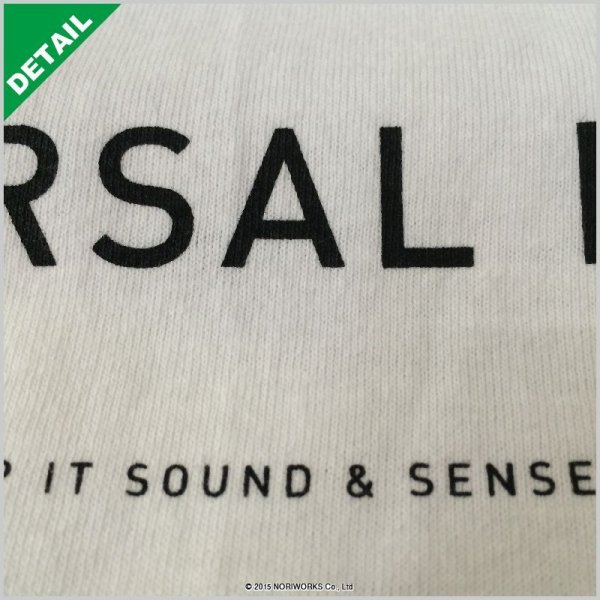 DETAIL
RSAL
P IT SOUND & SENSE
© 2015 NORIWORKS Co., Ltd